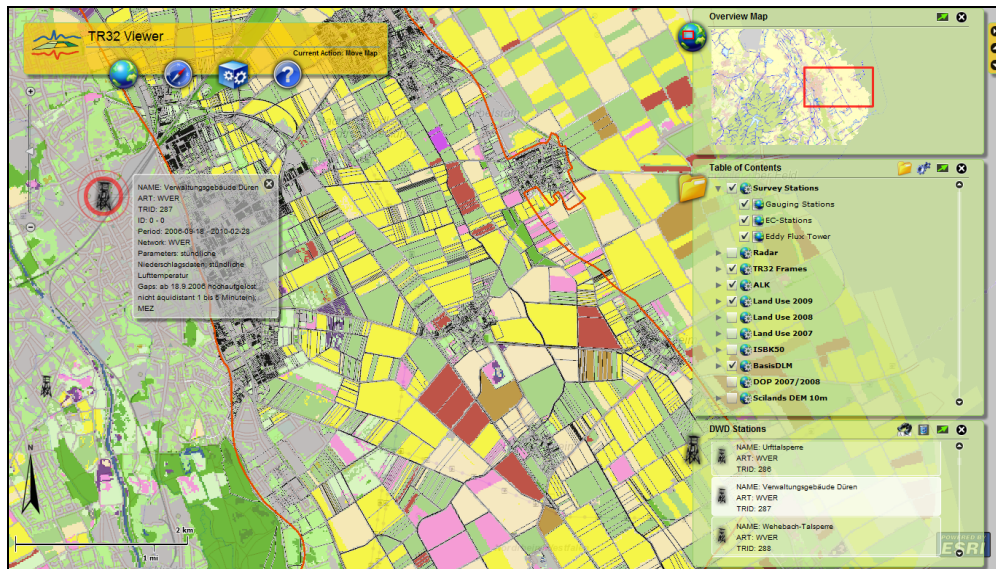 TR32 Viewer
Current Action: Move Map
NAME: Verwaltungsgebäude Düren
ART: WVER
TRID: 287
ID: 0 - 0
Period: 2006-09-18 - 2010-02-28
Network: WVER
Parameters: stündliche
Niederschlagsdaten; stündliche
Lufttemperatur
Gaps: ab 18.9.2006 hochaufgelöst
nicht äquidistant 1 bis 5 Minute(n);
MEZ
N
2 km
1 mi
Overview Map
Table of Contents
Survey Stations
Gauging Stations
EC-Stations
Eddy Flux Tower
Radar
TR32 Frames
ALK
Land Use 2009
Land Use 2008
Land Use 2007
ISBK50
BasisDLM
DOP 2007/2008
Scilands DEM 10m
DWD Stations
NAME: Urfttalsperre
ART: WVER
TRID: 286
NAME: Verwaltungsgebäude Düren
ART: WVER
TRID: 287
NAME: Wehebach-Talsperre
ART: WVER
TRID: 288
POWERED BY
ESRI